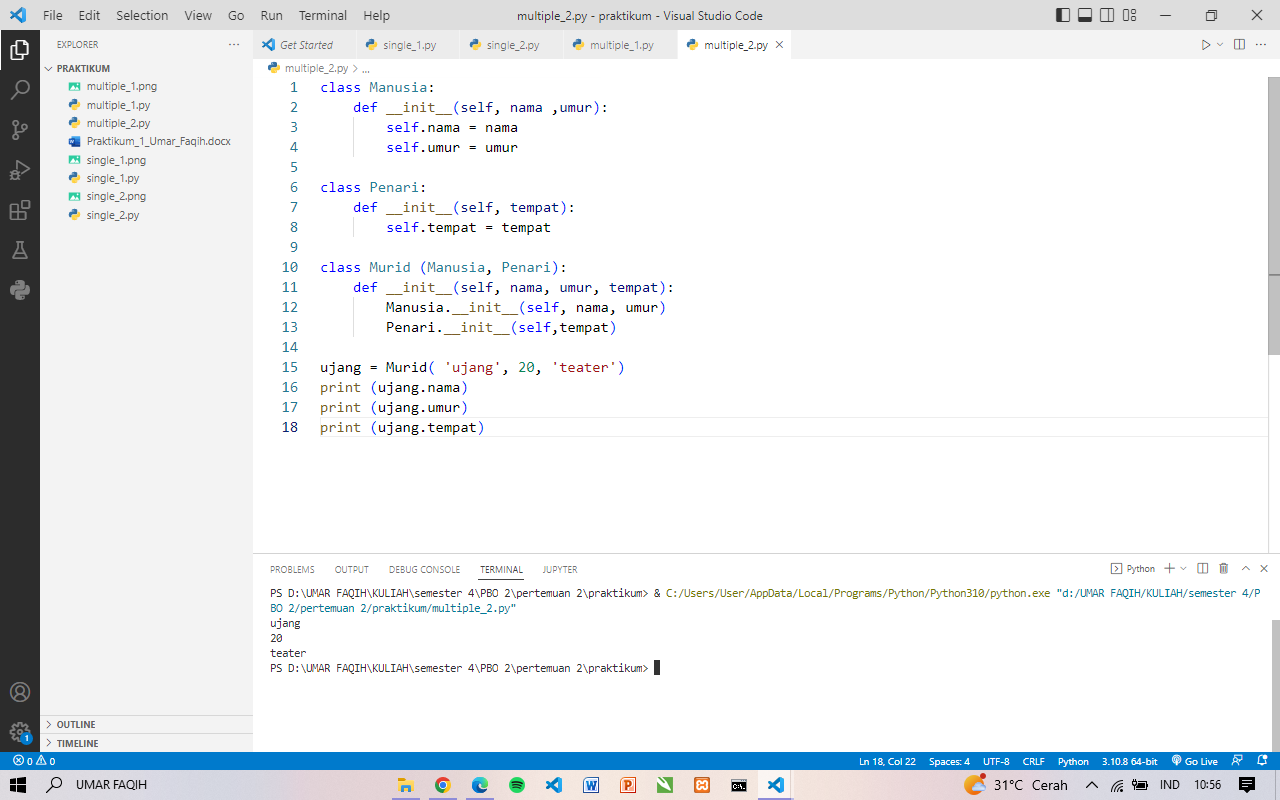 File Edit Selection View Go Run Terminal Help multiple_2.py - praktikum - Visual Studio Code
EXPLORER ···
PRAKTIKUM
multiple_1.png
multiple_1.py
multiple_2.py
Praktikum_1_Umar_Faqih.docx
single_1.png
single_1.py
single_2.png
single_2.py
OUTLINE
TIMELINE
Get Started single_1.py single_2.py multiple_1.py multiple_2.py
multiple_2.py > ...
1 class Manusia:
2     def __init__(self, nama ,umur):
3         self.nama = nama
4         self.umur = umur
5
6 class Penari:
7     def __init__(self, tempat):
8         self.tempat = tempat
9
10 class Murid (Manusia, Penari):
11     def __init__(self, nama, umur, tempat):
12         Manusia.__init__(self, nama, umur)
13         Penari.__init__(self,tempat)
14
15 ujang = Murid( 'ujang', 20, 'teater')
16 print (ujang.nama)
17 print (ujang.umur)
18 print (ujang.tempat)
PROBLEMS OUTPUT DEBUG CONSOLE TERMINAL JUPYTER Python
PS D:\UMAR FAQIH\KULIAH\semester 4\PBO 2\pertemuan 2\praktikum> & C:/Users/User/AppData/Local/Programs/Python/Python310/python.exe "d:/UMAR FAQIH/KULIAH/semester 4/P
BO 2/pertemuan 2/praktikum/multiple_2.py"
ujang
20
teater
PS D:\UMAR FAQIH\KULIAH\semester 4\PBO 2\pertemuan 2\praktikum>
1
0 0 Ln 18, Col 22 Spaces: 4 UTF-8 CRLF Python 3.10.8 64-bit Go Live
UMAR FAQIH 31°C Cerah IND 10:56